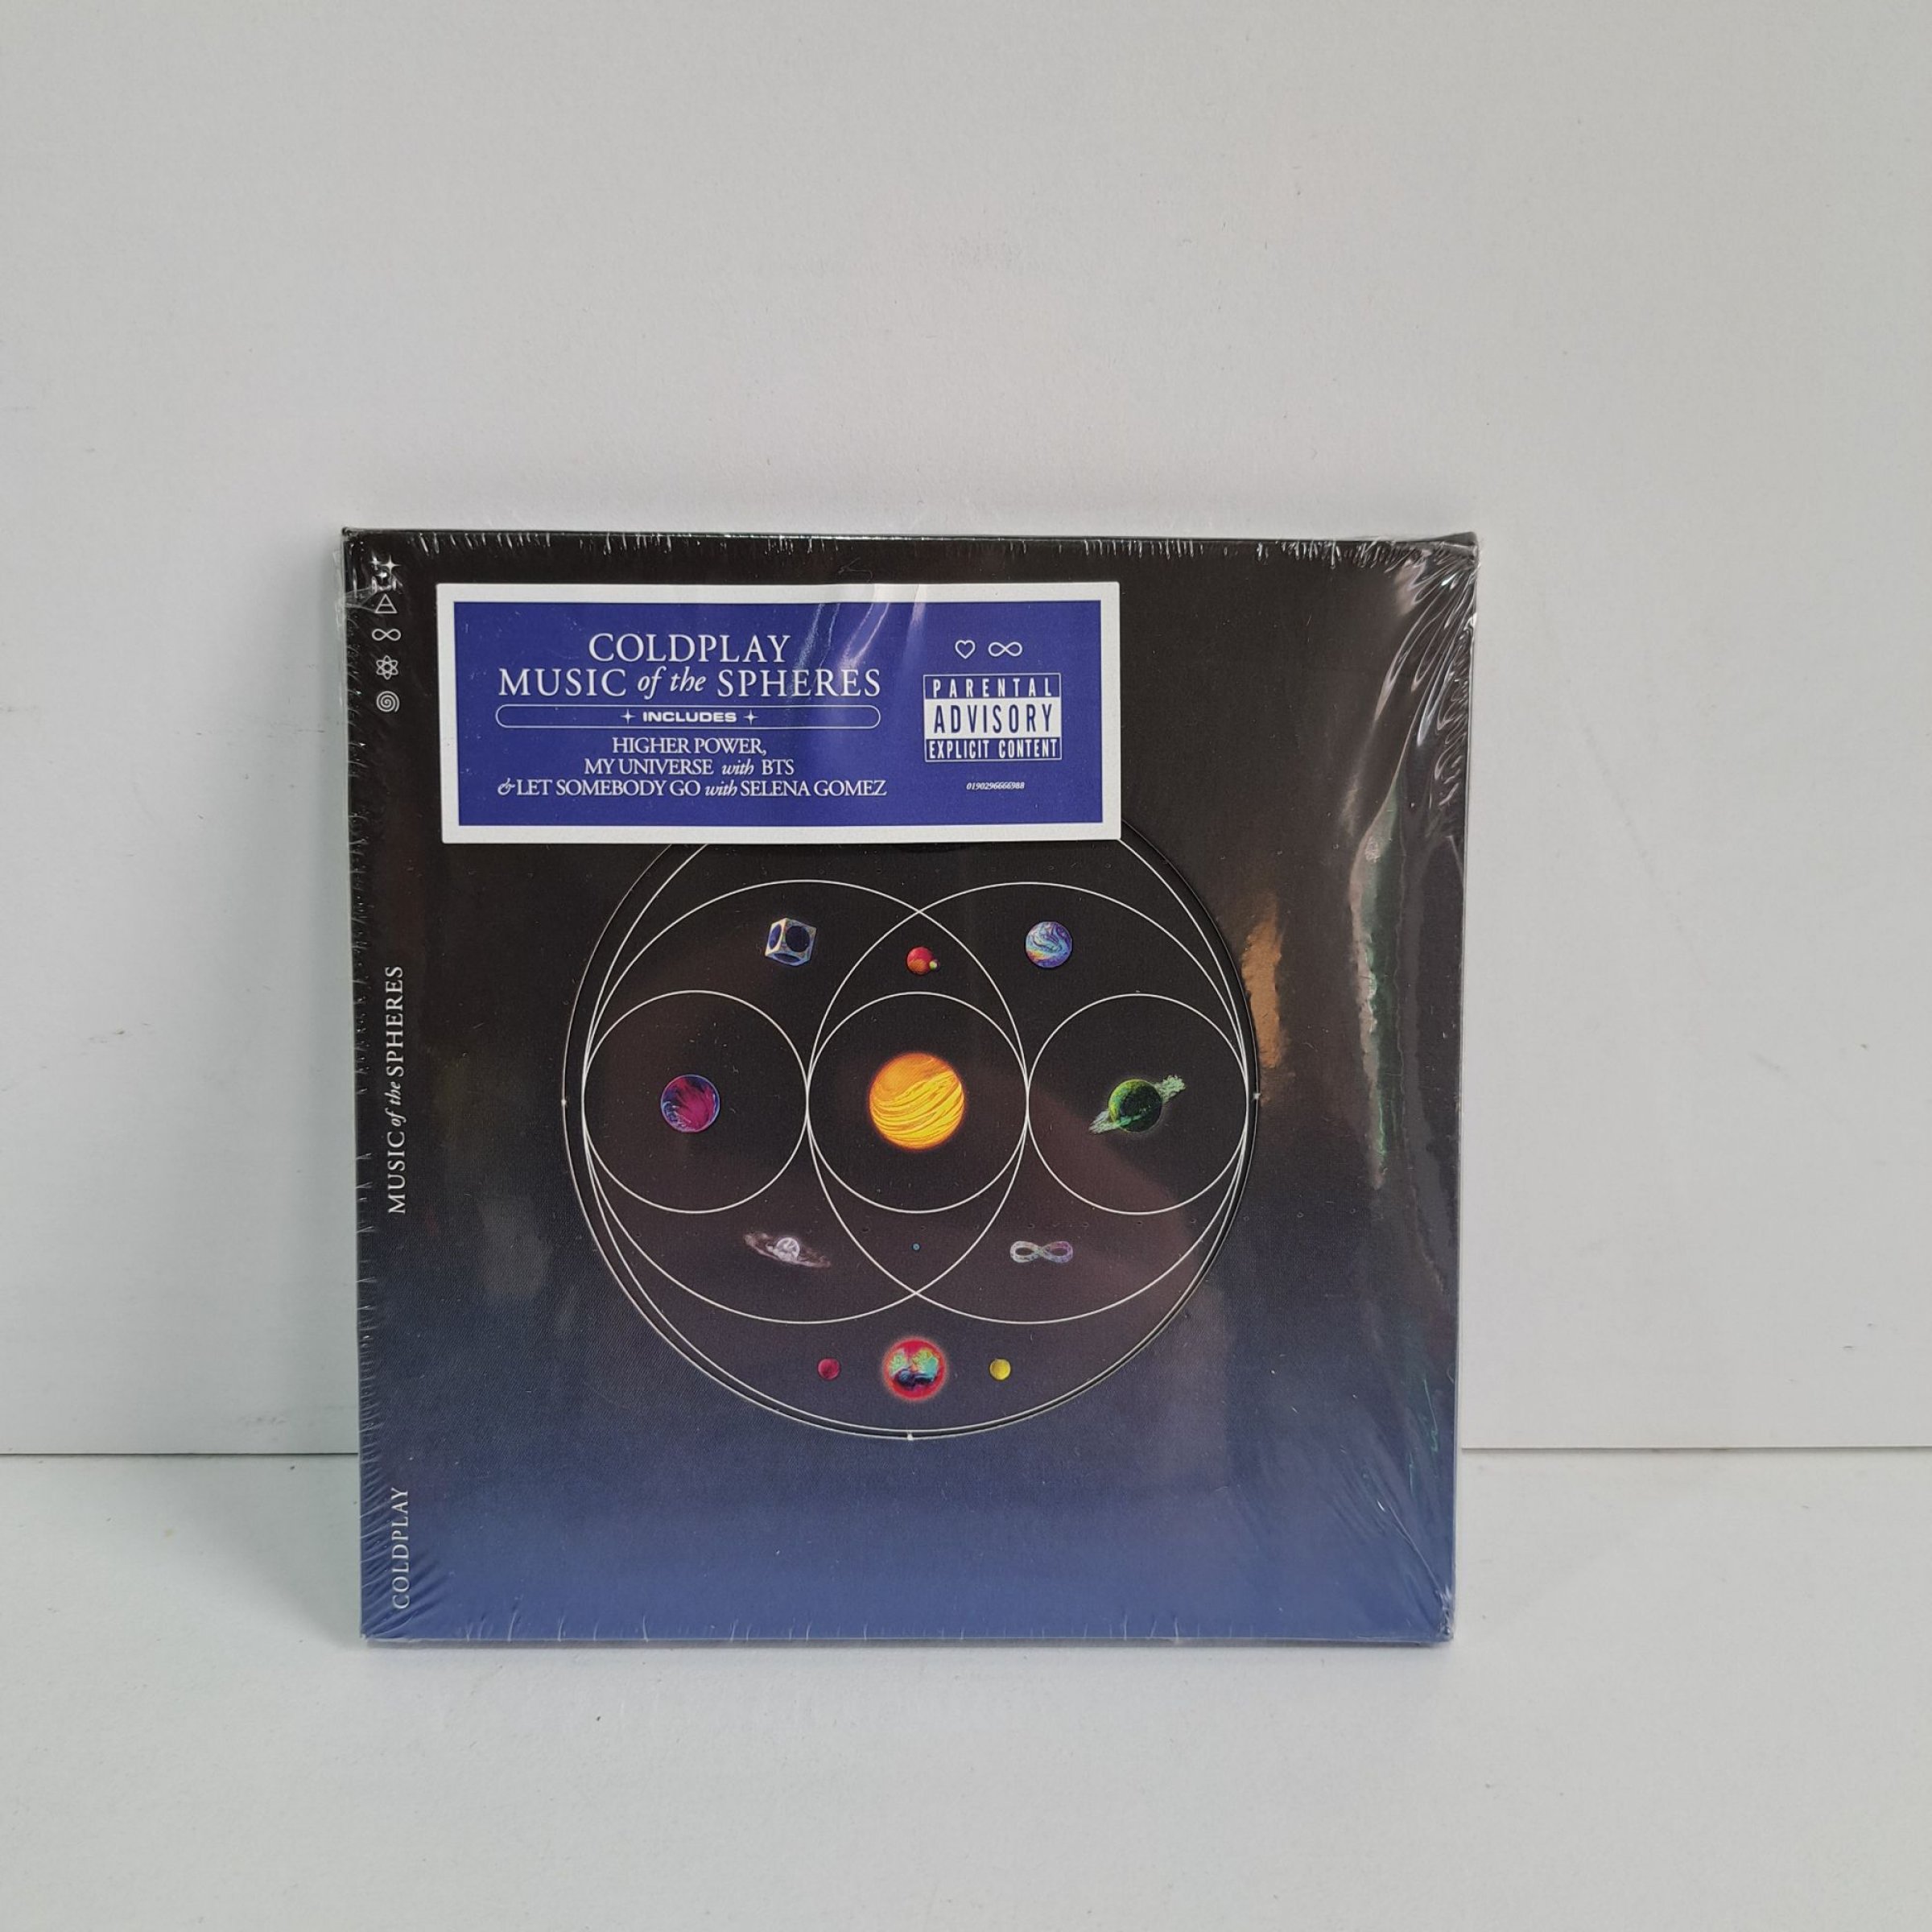 COLDPLAY
MUSIC of the SPHERES
INCLUDES
HIGHER POWER,
MY UNIVERSE with BTS
& LET SOMEBODY GO with SELENA GOMEZ
PARENTAL
ADVISORY
EXPLICIT CONTENT
0190296666988
MUSIC of the SPHERES
COLDPLAY